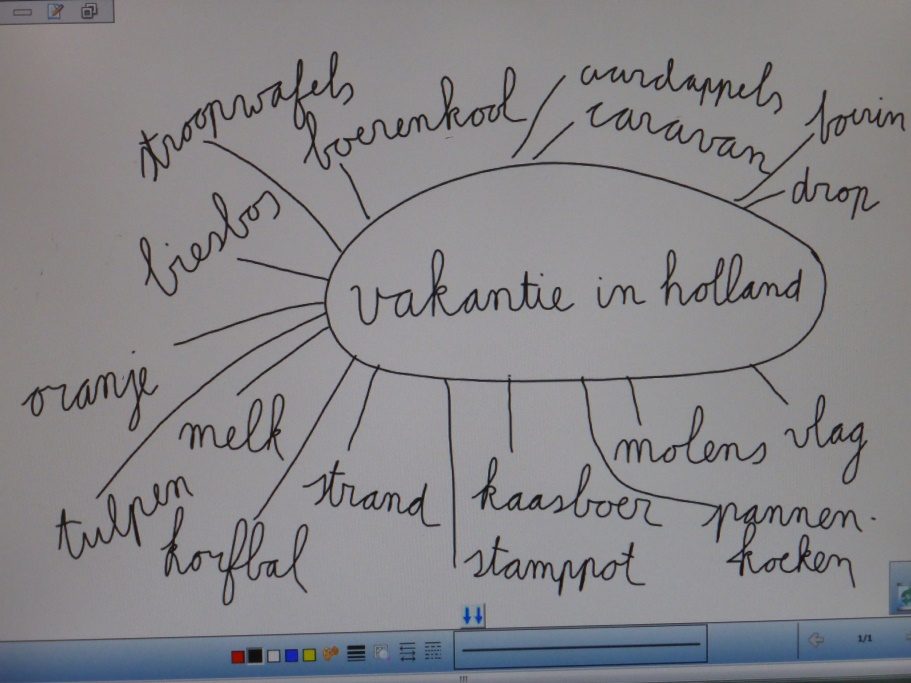 stroopwafels
boerenkool
aardappels
caravan
boerin
drop
biesbos
vakantie in holland
oranje
melk
tulpen
korfbal
strand
kaasboer
stamppot
molens
vlag
pannen-
koeken
1/1